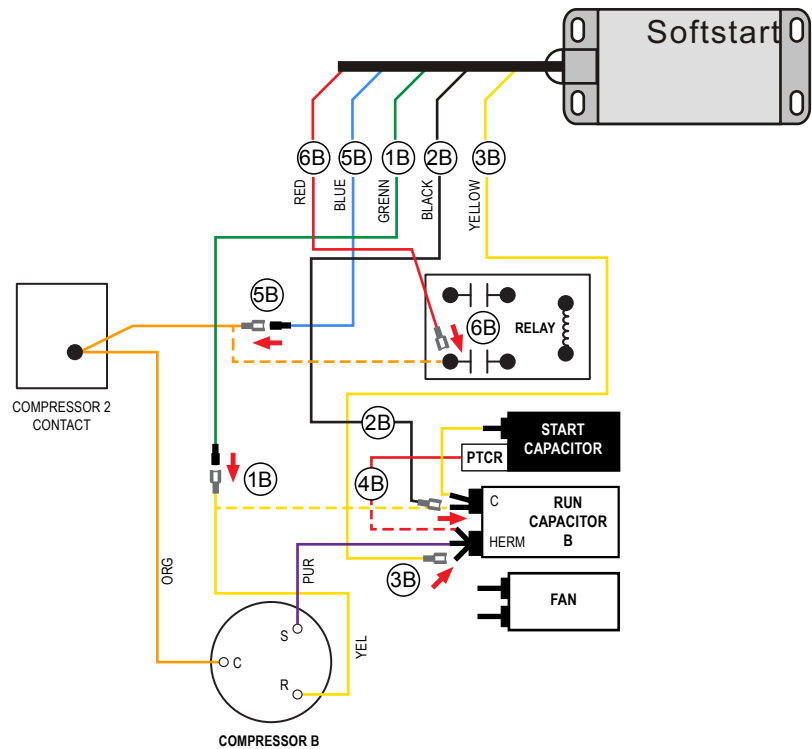 Softstart
6B
5B
1B
2B
3B
RED
BLUE
GRENN
BLACK
YELLOW
5B
6B
RELAY
COMPRESSOR 2
CONTACT
2B
START
CAPACITOR
PTCR
1B
4B
C
RUN
CAPACITOR
B
HERM
3B
FAN
ORG
PUR
YEL
S
C
R
COMPRESSOR B